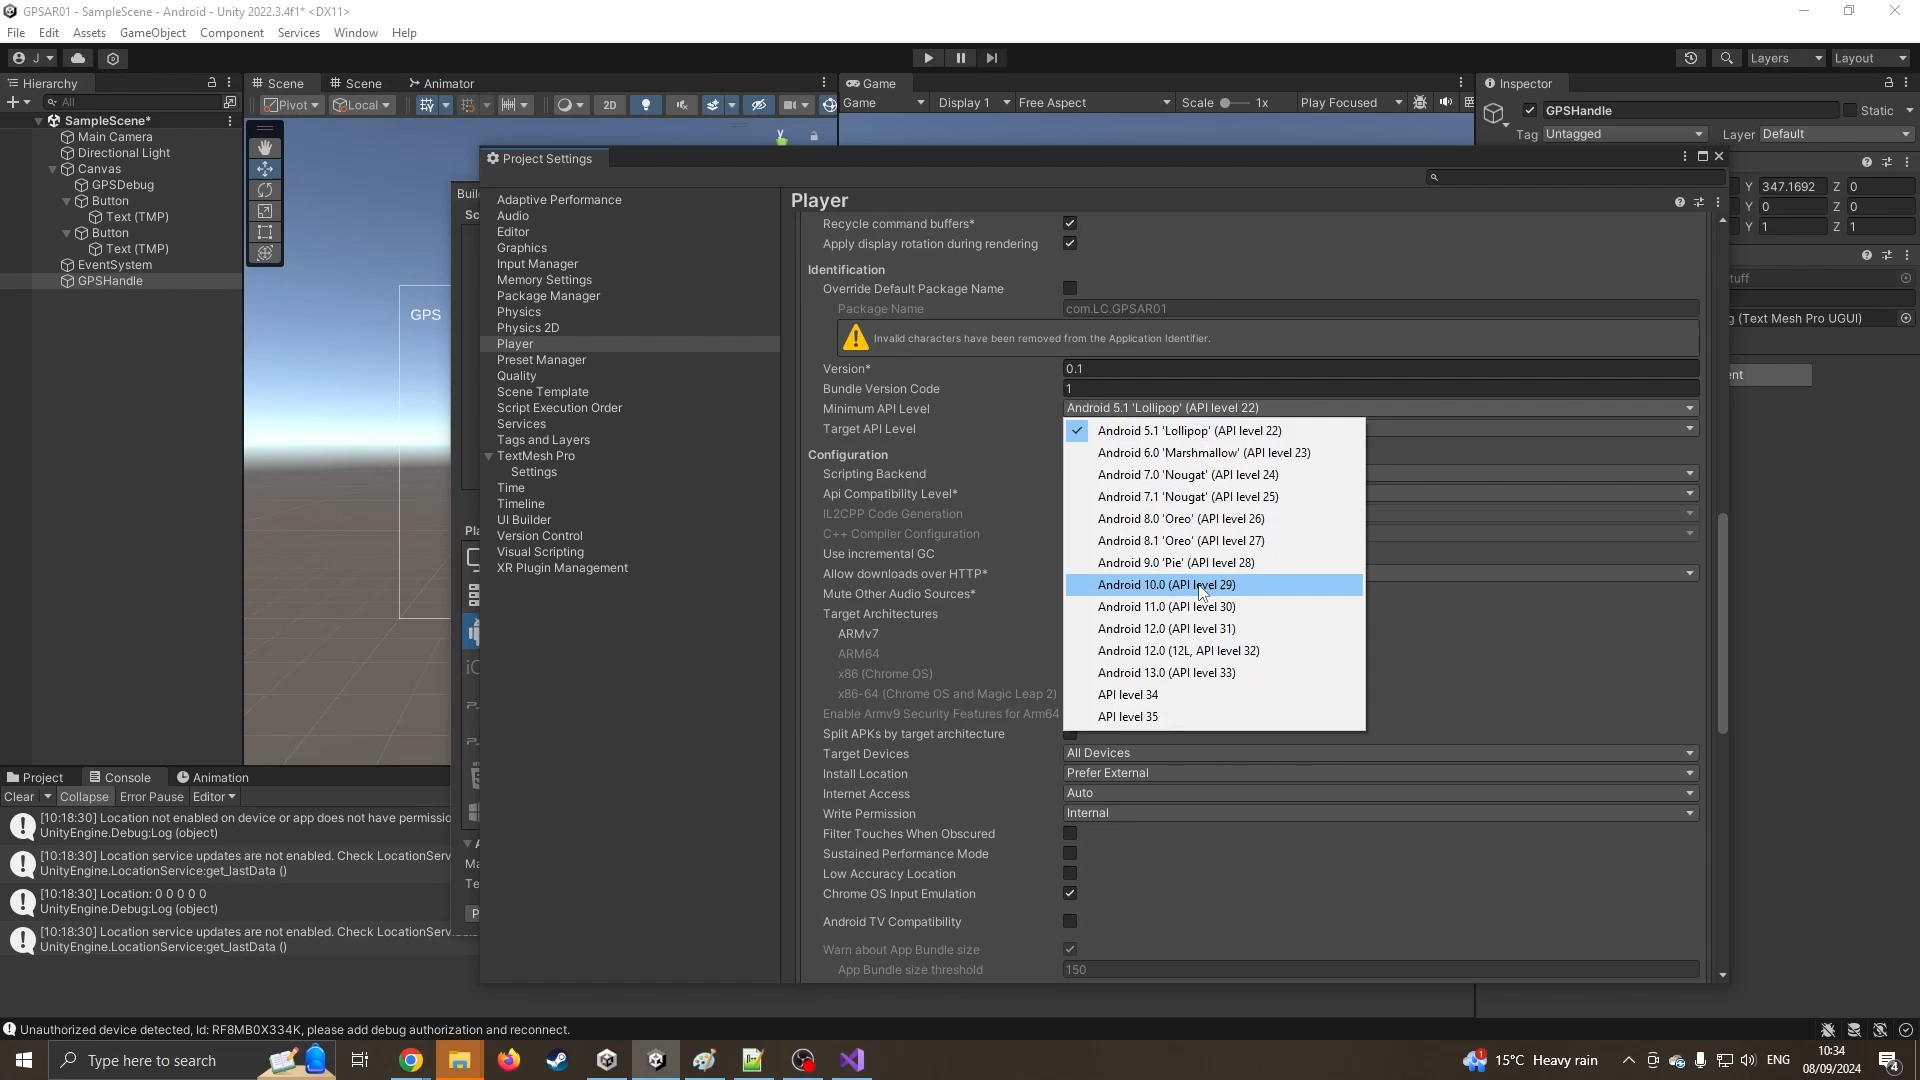 GPSAR01 - SampleScene - Android - Unity 2022.3.4f1* <DX11>
File Edit Assets GameObject Component Services Window Help
J
Layers Layout
Hierarchy
Scene Scene Animator
Game
Inspector
All
Pivot Local 2D
Game Display 1 Free Aspect Scale 1x Play Focused
GPSHandle Static
Tag Untagged Layer Default
SampleScene*
Main Camera
Directional Light
Canvas
GPSDebug
Button
Text (TMP)
Button
Text (TMP)
EventSystem
GPSHandle
y
GPS
Project Settings
Adaptive Performance
Audio
Editor
Graphics
Input Manager
Memory Settings
Package Manager
Physics
Physics 2D
Player
Preset Manager
Quality
Scene Template
Script Execution Order
Services
Tags and Layers
TextMesh Pro
Settings
Time
Timeline
UI Builder
Version Control
Visual Scripting
XR Plugin Management
Player
Recycle command buffers*
Apply display rotation during rendering
Identification
Override Default Package Name
Package Name com.LC.GPSAR01
Invalid characters have been removed from the Application Identifier.
Version* 0.1
Bundle Version Code 1
Minimum API Level Android 5.1 'Lollipop' (API level 22)
Target API Level
Configuration
Scripting Backend
Api Compatibility Level*
IL2CPP Code Generation
C++ Compiler Configuration
Use incremental GC
Allow downloads over HTTP*
Mute Other Audio Sources*
Target Architectures
ARMv7
ARM64
x86 (Chrome OS)
x86-64 (Chrome OS and Magic Leap 2)
Enable Armv9 Security Features for Arm64
Split APKs by target architecture
Target Devices All Devices
Install Location Prefer External
Internet Access Auto
Write Permission Internal
Filter Touches When Obscured
Sustained Performance Mode
Low Accuracy Location
Chrome OS Input Emulation
Android TV Compatibility
Warn about App Bundle size
App Bundle size threshold 150
Android 5.1 'Lollipop' (API level 22)
Android 6.0 'Marshmallow' (API level 23)
Android 7.0 'Nougat' (API level 24)
Android 7.1 'Nougat' (API level 25)
Android 8.0 'Oreo' (API level 26)
Android 8.1 'Oreo' (API level 27)
Android 9.0 'Pie' (API level 28)
Android 10.0 (API level 29)
Android 11.0 (API level 30)
Android 12.0 (API level 31)
Android 12.0 (12L, API level 32)
Android 13.0 (API level 33)
API level 34
API level 35
Y 347.1692 Z 0
Y 0 Z 0
Y 1 Z 1
(Text Mesh Pro UGUI)
Project Console Animation
Clear Collapse Error Pause Editor
[10:18:30] Location not enabled on device or app does not have permissio
UnityEngine.Debug:Log (object)
[10:18:30] Location service updates are not enabled. Check LocationServ
UnityEngine.LocationService:get_lastData ()
[10:18:30] Location: 0 0 0 0 0
UnityEngine.Debug:Log (object)
[10:18:30] Location service updates are not enabled. Check LocationServ
UnityEngine.LocationService:get_lastData ()
Unauthorized device detected, Id: RF8MB0X334K, please add debug authorization and reconnect.
Type here to search
15°C Heavy rain
ENG
10:34
08/09/2024
4